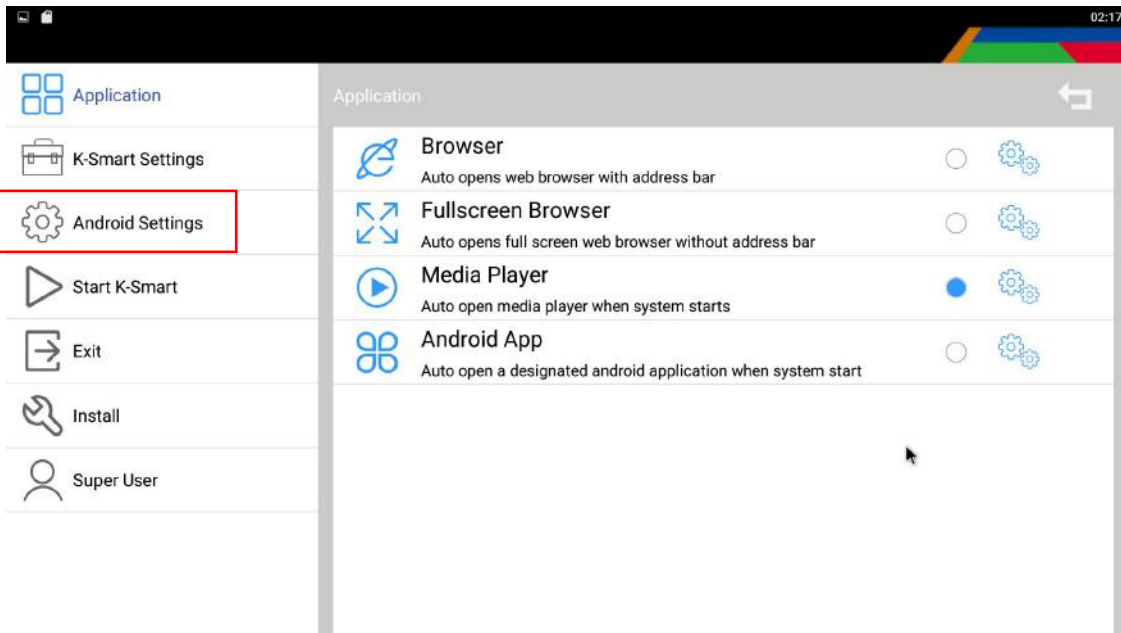 02:17
Application
K-Smart Settings
Android Settings
Start K-Smart
Exit
Install
Super User
Application
Browser
Auto opens web browser with address bar
Fullscreen Browser
Auto opens full screen web browser without address bar
Media Player
Auto open media player when system starts
Android App
Auto open a designated android application when system start